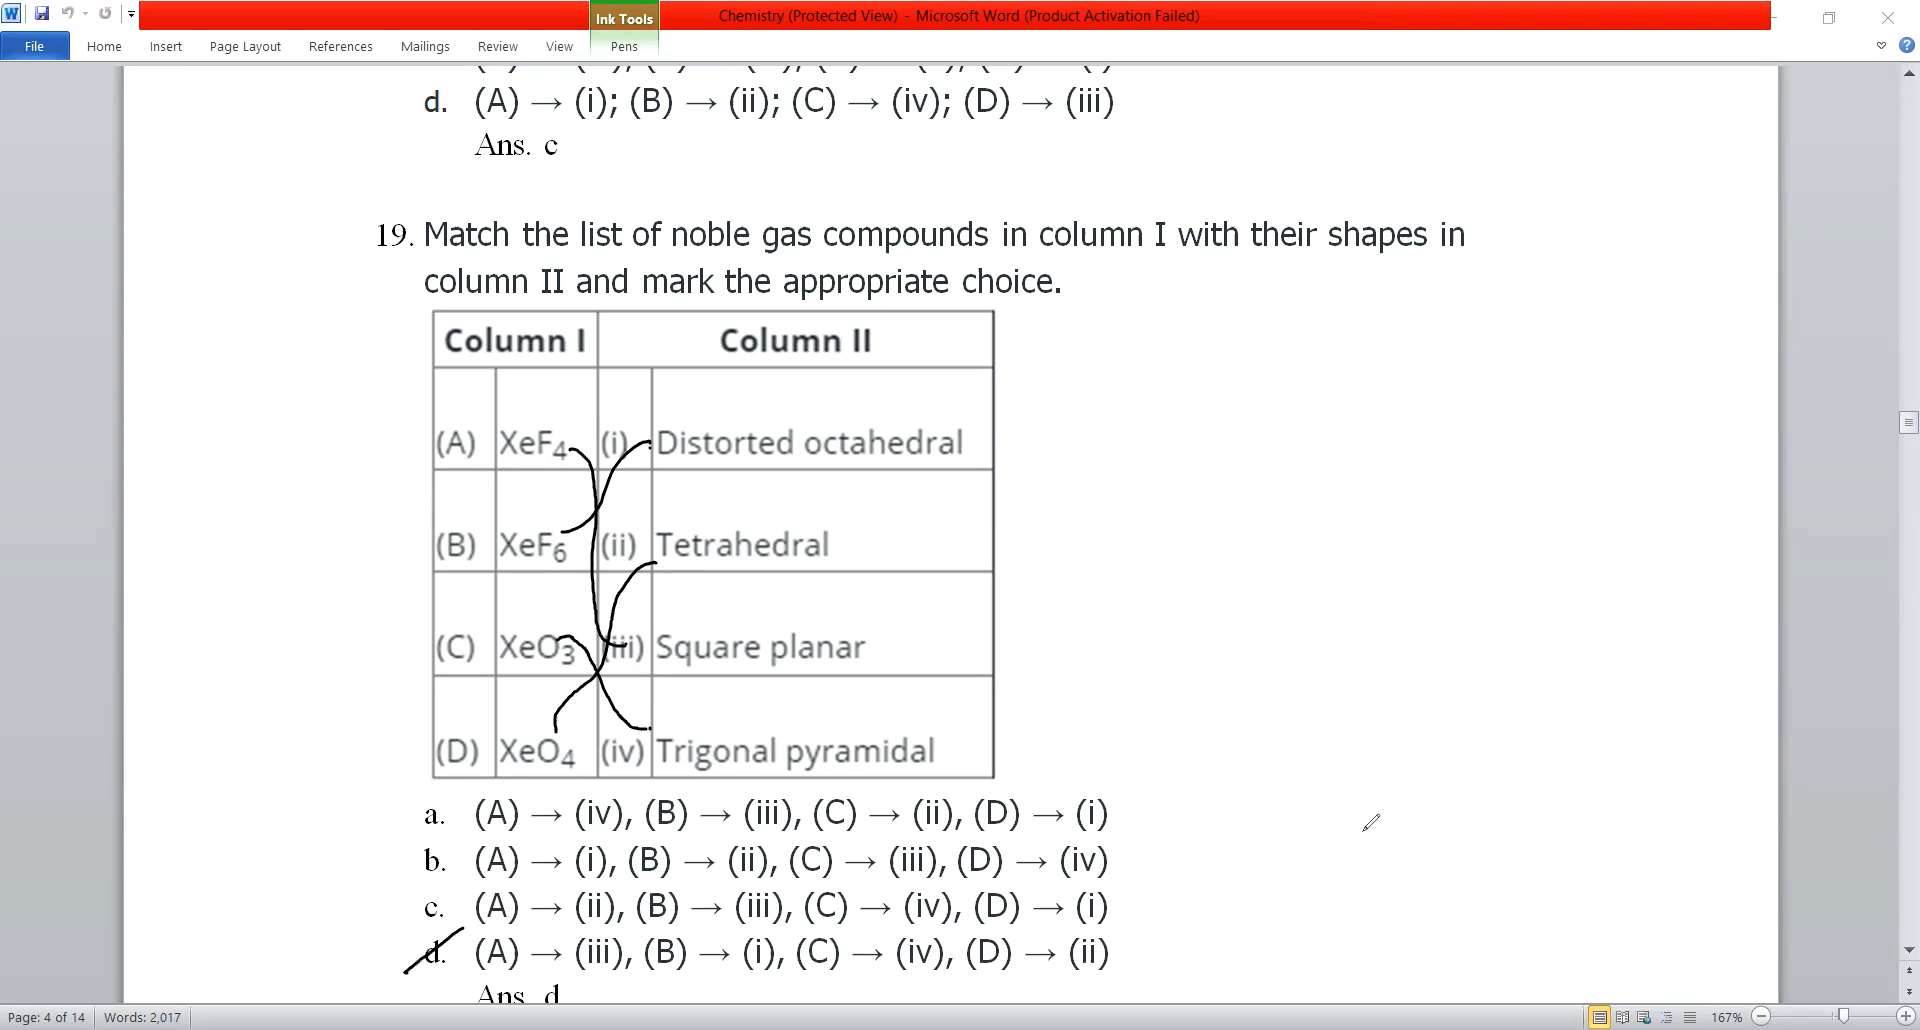 Chemistry (Protected View) - Microsoft Word (Product Activation Failed)
Ink Tools
File Home Insert Page Layout References Mailings Review View Pens
d. (A) → (i); (B) → (ii); (C) → (iv); (D) → (iii)
Ans. c
19. Match the list of noble gas compounds in column I with their shapes in
column II and mark the appropriate choice.
Column I Column II
(A) XeF₄ (i) Distorted octahedral
(B) XeF₆ (ii) Tetrahedral
(C) XeO₃ (iii) Square planar
(D) XeO₄ (iv) Trigonal pyramidal
a. (A) → (iv), (B) → (iii), (C) → (ii), (D) → (i)
b. (A) → (i), (B) → (ii), (C) → (iii), (D) → (iv)
c. (A) → (ii), (B) → (iii), (C) → (iv), (D) → (i)
d. (A) → (iii), (B) → (i), (C) → (iv), (D) → (ii)
Ans. d
Page: 4 of 14 Words: 2,017 167%